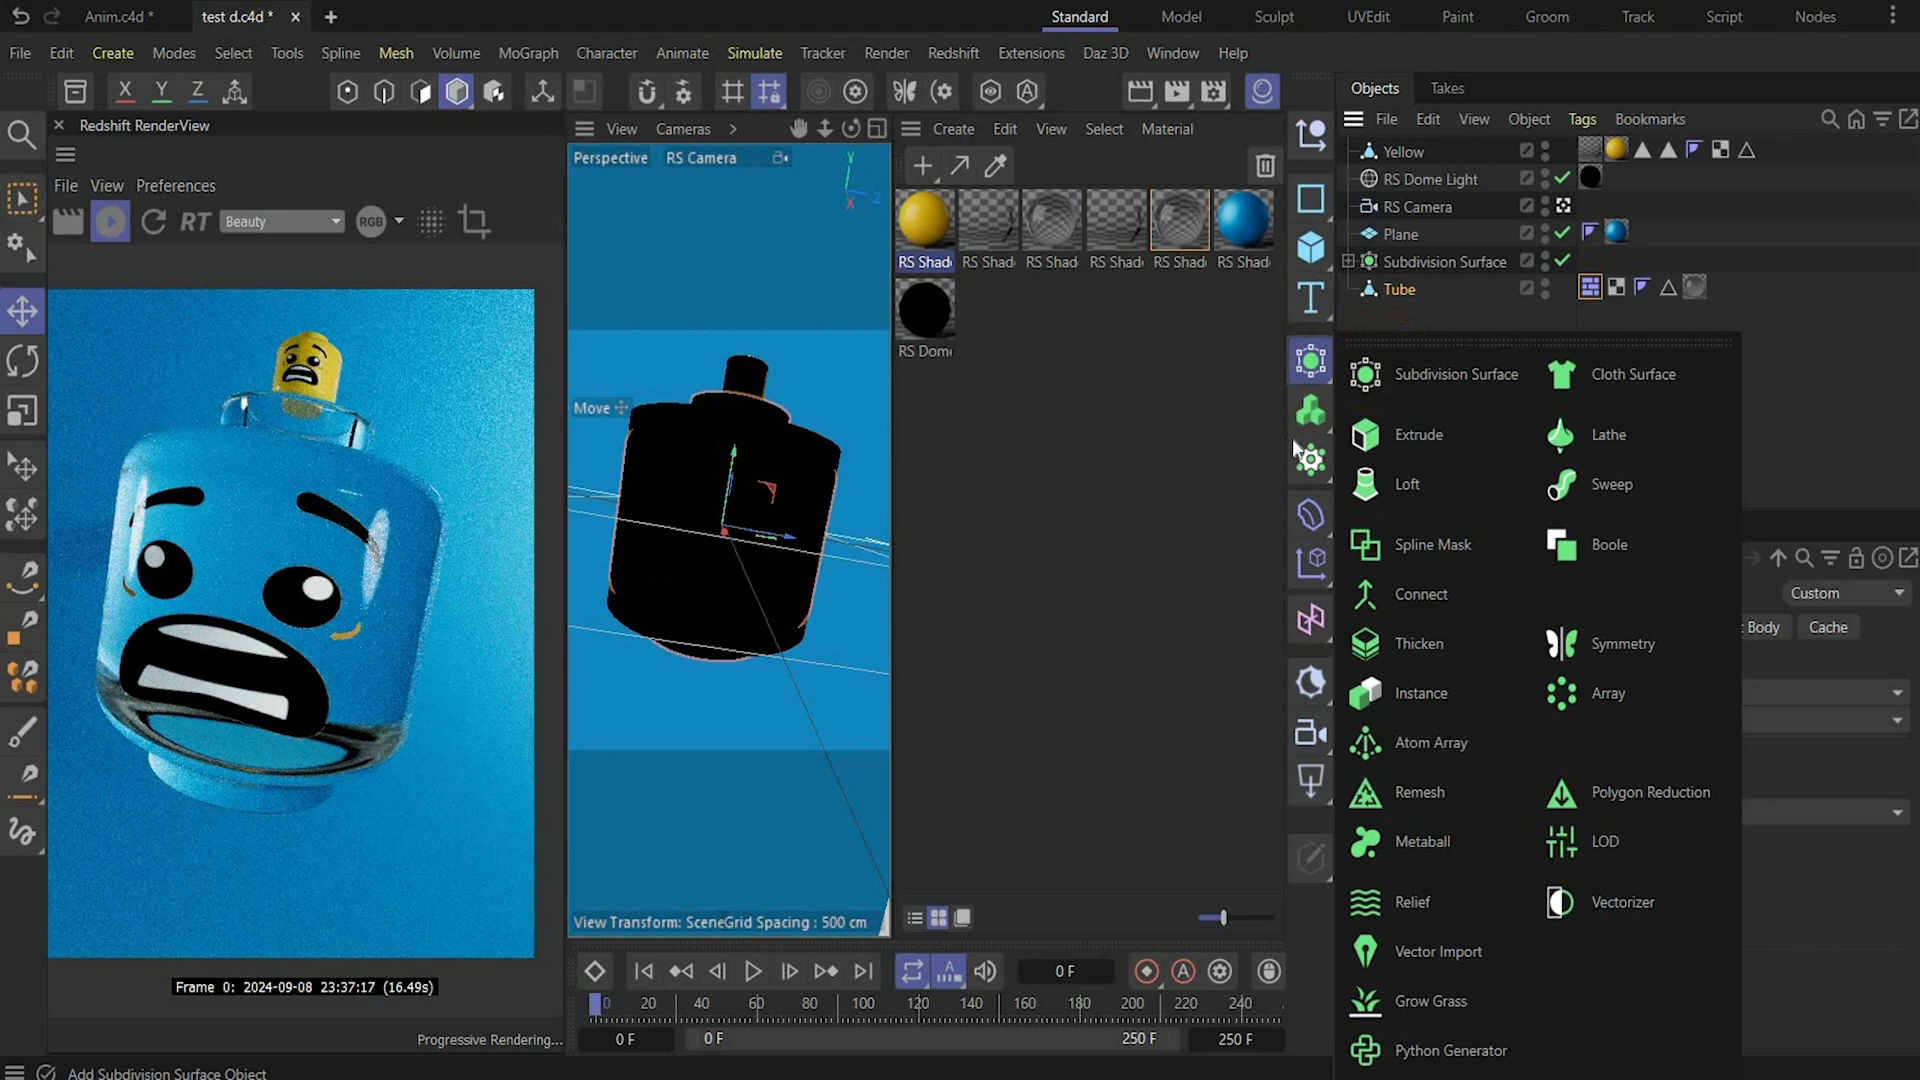 Anim.c4d *
test d.c4d *
Standard
Model
Sculpt
UVEdit
Paint
Groom
Track
Script
Nodes
File Edit Create Modes Select Tools Spline Mesh Volume MoGraph Character Animate Simulate Tracker Render Redshift Extensions Daz 3D Window Help
X Y Z
Redshift RenderView
File View Preferences
RT
Beauty
RGB
View Cameras
Perspective
RS Camera
Y
Z
X
Move
View Transform: Scene
Grid Spacing : 500 cm
Create Edit View Select Material
RS Shad
RS Shad
RS Shad
RS Shad
RS Shad
RS Shad
RS Dom
Objects
Takes
File Edit View Object Tags Bookmarks
Yellow
RS Dome Light
RS Camera
Plane
Subdivision Surface
Tube
Subdivision Surface
Cloth Surface
Extrude
Lathe
Loft
Sweep
Spline Mask
Boole
Connect
Thicken
Symmetry
Instance
Array
Atom Array
Remesh
Polygon Reduction
Metaball
LOD
Relief
Vectorizer
Vector Import
Grow Grass
Python Generator
Custom
Body
Cache
Frame 0: 2024-09-08 23:37:17 (16.49s)
Progressive Rendering...
0 F
0 20 40 60 80 100 120 140 160 180 200 220 240
0 F
0 F
250 F
250 F
Add Subdivision Surface Object